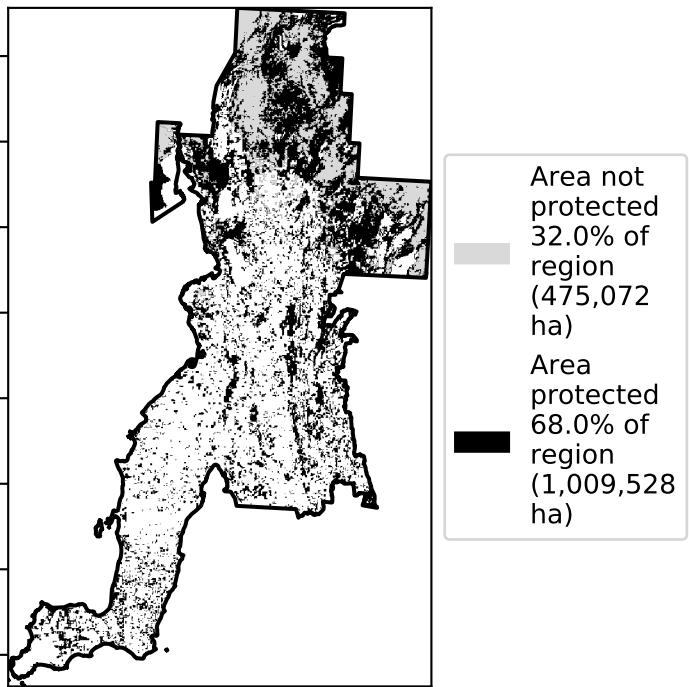 Area not
protected
32.0% of
region
(475,072
ha)
Area
protected
68.0% of
region
(1,009,528
ha)